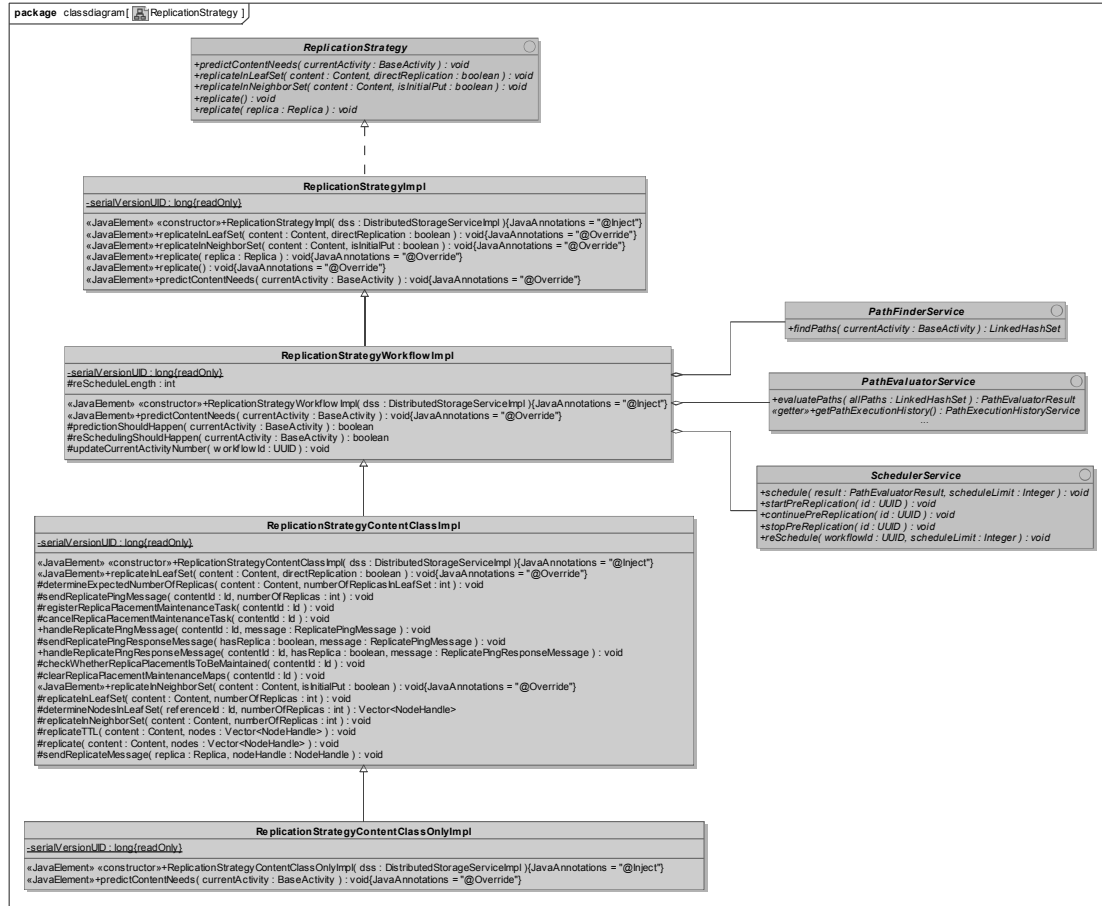 package classdiagram[ ReplicationStrategy ]
ReplicationStrategy
+predictContentNeeds( currentActivity : BaseActivity ) : void
+replicateInLeafSet( content : Content, directReplication : boolean ) : void
+replicateInNeighborSet( content : Content, isInitialPut : boolean ) : void
+replicate() : void
+replicate( replica : Replica ) : void
ReplicationStrategyImpl
-serialVersionUID : long{readOnly}
«JavaElement» «constructor»+ReplicationStrategyImpl( dss : DistributedStorageServiceImpl ){JavaAnnotations = "@Inject"}
«JavaElement»+replicateInLeafSet( content : Content, directReplication : boolean ) : void{JavaAnnotations = "@Override"}
«JavaElement»+replicateInNeighborSet( content : Content, isInitialPut : boolean ) : void{JavaAnnotations = "@Override"}
«JavaElement»+replicate( replica : Replica ) : void{JavaAnnotations = "@Override"}
«JavaElement»+replicate() : void{JavaAnnotations = "@Override"}
«JavaElement»+predictContentNeeds( currentActivity : BaseActivity ) : void{JavaAnnotations = "@Override"}
PathFinderService
+findPaths( currentActivity : BaseActivity ) : LinkedHashSet
ReplicationStrategyWorkflowImpl
-serialVersionUID : long{readOnly}
#reScheduleLength : int
«JavaElement» «constructor»+ReplicationStrategyWorkflowImpl( dss : DistributedStorageServiceImpl ){JavaAnnotations = "@Inject"}
«JavaElement»+predictContentNeeds( currentActivity : BaseActivity ) : void{JavaAnnotations = "@Override"}
#predictionShouldHappen( currentActivity : BaseActivity ) : boolean
#reSchedulingShouldHappen( currentActivity : BaseActivity ) : boolean
#updateCurrentActivityNumber( workflowId : UUID ) : void
PathEvaluatorService
+evaluatePaths( allPaths : LinkedHashSet ) : PathEvaluatorResult
«getter»+getPathExecutionHistory() : PathExecutionHistoryService
...
SchedulerService
+schedule( result : PathEvaluatorResult, scheduleLimit : Integer ) : void
+startPreReplication( id : UUID ) : void
+continuePreReplication( id : UUID ) : void
+stopPreReplication( id : UUID ) : void
+reSchedule( workflowId : UUID, scheduleLimit : Integer ) : void
ReplicationStrategyContentClassImpl
-serialVersionUID : long{readOnly}
«JavaElement» «constructor»+ReplicationStrategyContentClassImpl( dss : DistributedStorageServiceImpl ){JavaAnnotations = "@Inject"}
«JavaElement»+replicateInLeafSet( content : Content, directReplication : boolean ) : void{JavaAnnotations = "@Override"}
#determineExpectedNumberOfReplicas( content : Content, numberOfReplicasInLeafSet : int ) : void
#sendReplicatePingMessage( contentId : Id, numberOfReplicas : int ) : void
#registerReplicaPlacementMaintenanceTask( contentId : Id ) : void
#cancelReplicaPlacementMaintenanceTask( contentId : Id ) : void
+handleReplicatePingMessage( contentId : Id, message : ReplicatePingMessage ) : void
#sendReplicatePingResponseMessage( hasReplica : boolean, message : ReplicatePingMessage ) : void
+handleReplicatePingResponseMessage( contentId : Id, hasReplica : boolean, message : ReplicatePingResponseMessage ) : void
#checkWhetherReplicaPlacementIsToBeMaintained( contentId : Id ) : void
#clearReplicaPlacementMaintenanceMaps( contentId : Id ) : void
«JavaElement»+replicateInNeighborSet( content : Content, isInitialPut : boolean ) : void{JavaAnnotations = "@Override"}
#replicateInLeafSet( content : Content, numberOfReplicas : int ) : void
#determineNodesInLeafSet( referenceId : Id, numberOfReplicas : int ) : Vector<NodeHandle>
#replicateInNeighborSet( content : Content, numberOfReplicas : int ) : void
#replicateTTL( content : Content, nodes : Vector<NodeHandle> ) : void
#replicate( content : Content, nodes : Vector<NodeHandle> ) : void
#sendReplicateMessage( replica : Replica, nodeHandle : NodeHandle ) : void
ReplicationStrategyContentClassOnlyImpl
-serialVersionUID : long{readOnly}
«JavaElement» «constructor»+ReplicationStrategyContentClassOnlyImpl( dss : DistributedStorageServiceImpl ){JavaAnnotations = "@Inject"}
«JavaElement»+predictContentNeeds( currentActivity : BaseActivity ) : void{JavaAnnotations = "@Override"}